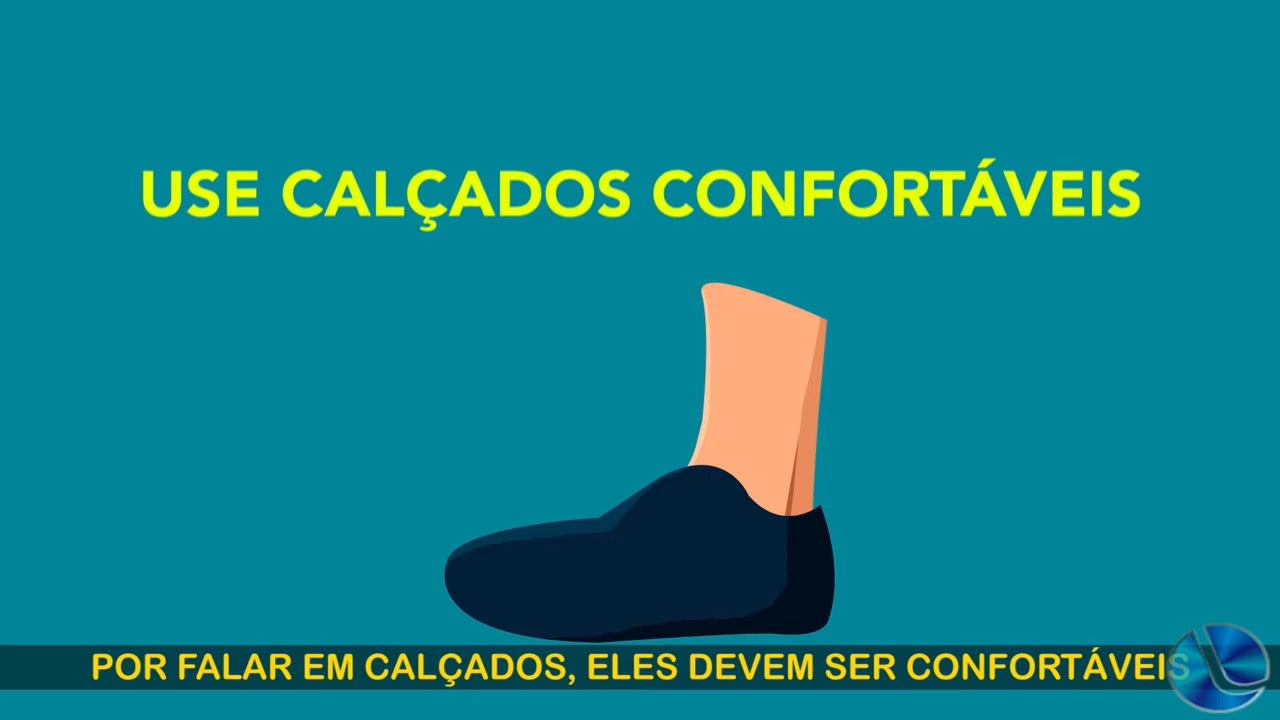 USE CALÇADOS CONFORTÁVEIS
POR FALAR EM CALÇADOS, ELES DEVEM SER CONFORTÁVEIS